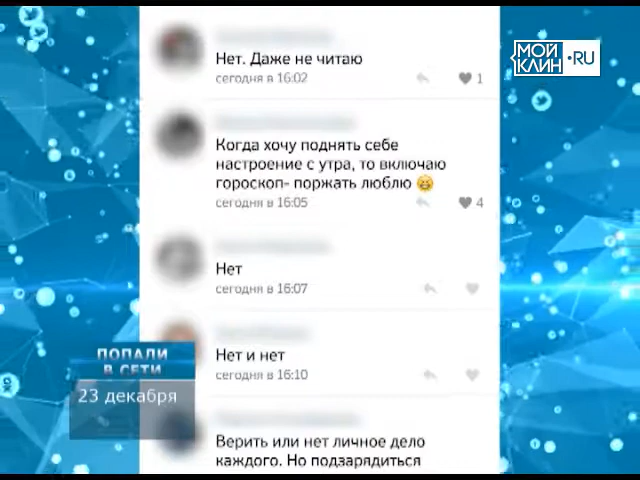 МОЙ
КЛИН.RU
Нет. Даже не читаю
сегодня в 16:02
1
Когда хочу поднять себе
настроение с утра, то включаю
гороскоп- поржать люблю 😁
сегодня в 16:05
4
Нет
сегодня в 16:07
Нет и нет
сегодня в 16:10
ПОПАЛИ
В СЕТИ
23 декабря
Верить или нет личное дело
каждого. Но подзарядиться